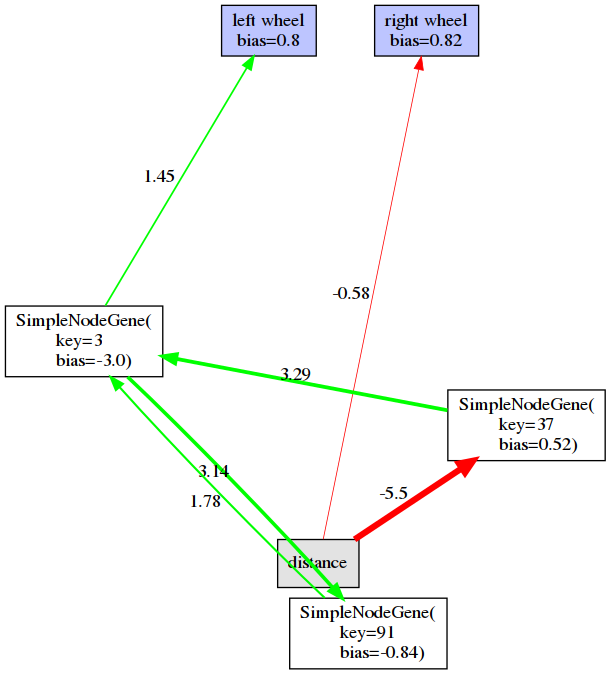 left wheel
bias=0.8
right wheel
bias=0.82
1.45
-0.58
SimpleNodeGene(
key=3
bias=-3.0)
3.29
SimpleNodeGene(
key=37
bias=0.52)
3.14
1.78
-5.5
distance
SimpleNodeGene(
key=91
bias=-0.84)